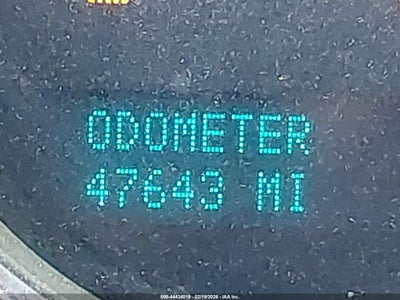 ODOMETER
47643 MI
000-44434018 - 02/19/2026 - IAA Inc.